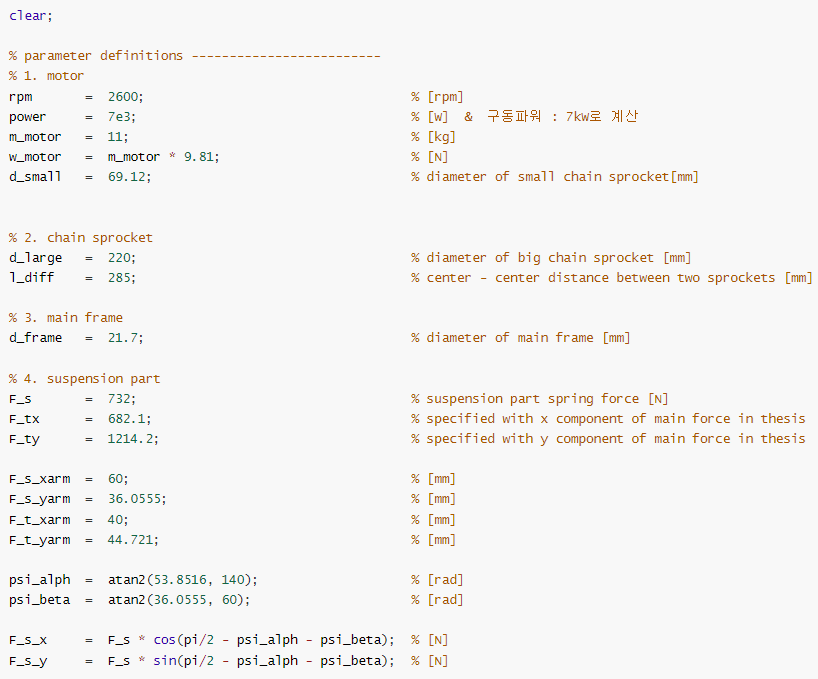 clear;
% parameter definitions -------------------------
% 1. motor
rpm = 2600; % [rpm]
power = 7e3; % [W] & 구동파워 : 7kW로 계산
m_motor = 11; % [kg]
w_motor = m_motor * 9.81; % [N]
d_small = 69.12; % diameter of small chain sprocket[mm]
% 2. chain sprocket
d_large = 220; % diameter of big chain sprocket [mm]
l_diff = 285; % center - center distance between two sprockets [mm]
% 3. main frame
d_frame = 21.7; % diameter of main frame [mm]
% 4. suspension part
F_s = 732; % suspension part spring force [N]
F_tx = 682.1; % specified with x component of main force in thesis
F_ty = 1214.2; % specified with y component of main force in thesis
F_s_xarm = 60; % [mm]
F_s_yarm = 36.0555; % [mm]
F_t_xarm = 40; % [mm]
F_t_yarm = 44.721; % [mm]
psi_alph = atan2(53.8516, 140); % [rad]
psi_beta = atan2(36.0555, 60); % [rad]
F_s_x = F_s * cos(pi/2 - psi_alph - psi_beta); % [N]
F_s_y = F_s * sin(pi/2 - psi_alph - psi_beta); % [N]